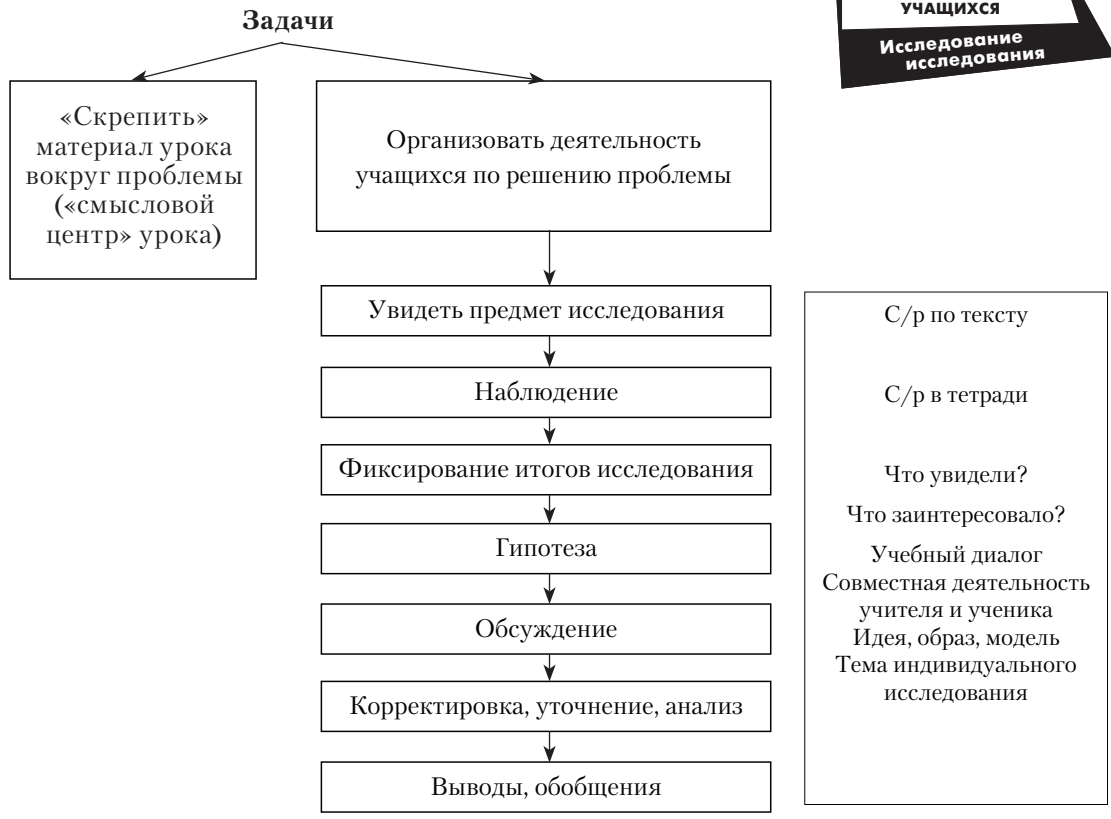 Задачи
УЧАЩИХСЯ
Исследование
исследования
«Скрепить»
материал урока
вокруг проблемы
(«смысловой
центр» урока)
Организовать деятельность
учащихся по решению проблемы
Увидеть предмет исследования
Наблюдение
Фиксирование итогов исследования
Гипотеза
Обсуждение
Корректировка, уточнение, анализ
Выводы, обобщения
С/р по тексту
С/р в тетради
Что увидели?
Что заинтересовало?
Учебный диалог
Совместная деятельность
учителя и ученика
Идея, образ, модель
Тема индивидуального
исследования